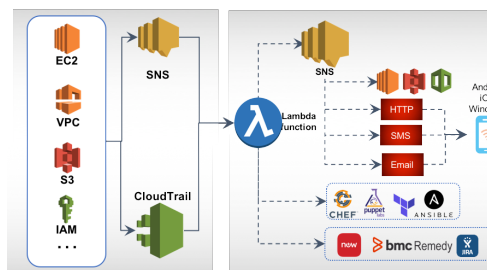 EC2
VPC
S3
IAM
...
SNS
CloudTrail
Lambda
function
SNS
HTTP
SMS
Email
CHEF
puppet
labs
ANSIBLE
now
bmc Remedy
JIRA